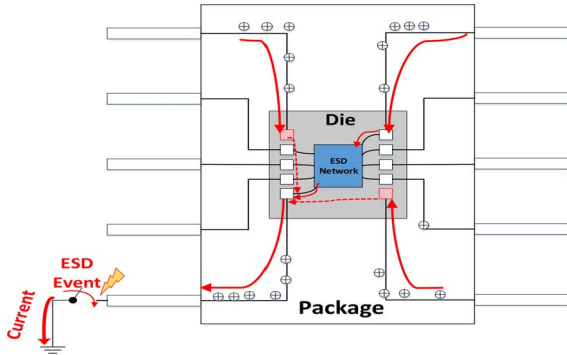 Die
ESD
Network
ESD
Event
Current
Package